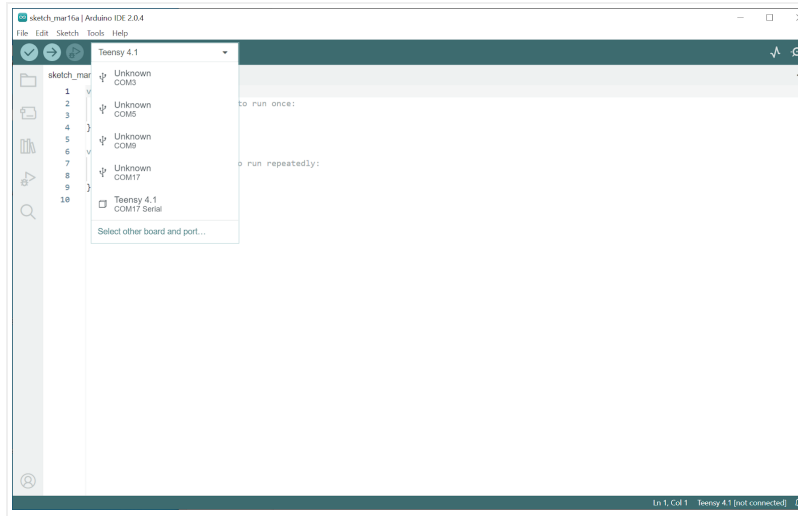 sketch_mar16a | Arduino IDE 2.0.4
File Edit Sketch Tools Help
Teensy 4.1
sketch_mar
Unknown
COM3
Unknown
COM5
Unknown
COM9
Unknown
COM17
Teensy 4.1
COM17 Serial
Select other board and port...
1 v
2 to run once:
3
4 }
5
6 v
7 o run repeatedly:
8
9 }
10
Ln 1, Col 1 Teensy 4.1 [not connected]